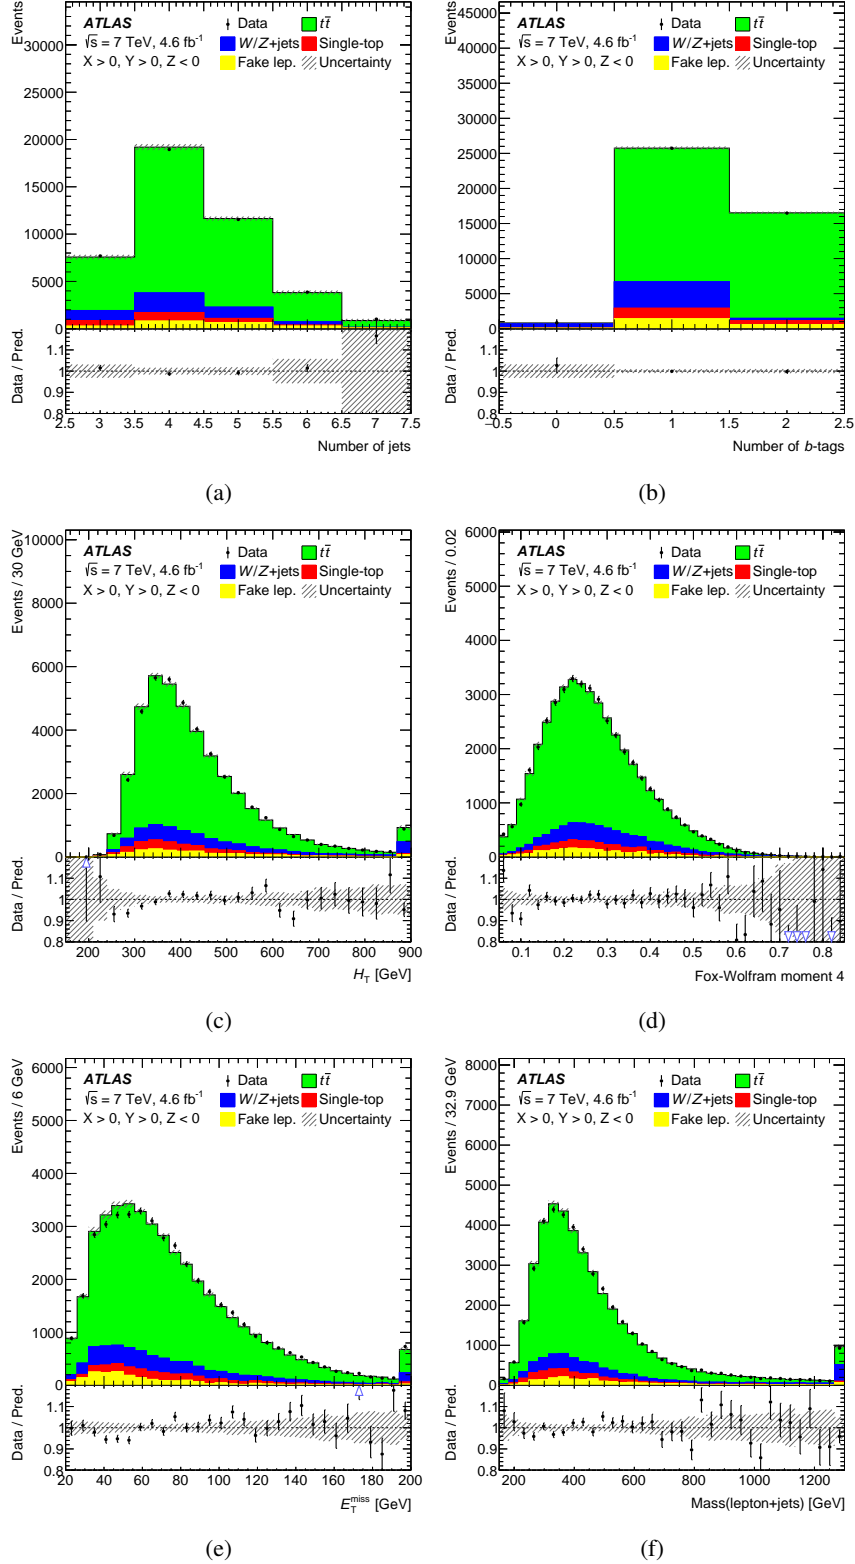 Events
ATLAS
√s = 7 TeV, 4.6 fb-1
X > 0, Y > 0, Z < 0
Data
tt̅
W/Z+jets
Single-top
Fake lep.
Uncertainty
30000
25000
20000
15000
10000
5000
0
Data / Pred.
1.1
1
0.9
0.8
2.5 3 3.5 4 4.5 5 5.5 6 6.5 7 7.5
Number of jets
(a)
Events
ATLAS
√s = 7 TeV, 4.6 fb-1
X > 0, Y > 0, Z < 0
Data
tt̅
W/Z+jets
Single-top
Fake lep.
Uncertainty
45000
40000
35000
30000
25000
20000
15000
10000
5000
0
Data / Pred.
1.1
1
0.9
0.8
−0.5 0 0.5 1 1.5 2 2.5
Number of b-tags
(b)
Events / 30 GeV
ATLAS
√s = 7 TeV, 4.6 fb-1
X > 0, Y > 0, Z < 0
Data
tt̅
W/Z+jets
Single-top
Fake lep.
Uncertainty
10000
8000
6000
4000
2000
0
Data / Pred.
1.1
1
0.9
0.8
200 300 400 500 600 700 800 900
HT [GeV]
(c)
Events / 0.02
ATLAS
√s = 7 TeV, 4.6 fb-1
X > 0, Y > 0, Z < 0
Data
tt̅
W/Z+jets
Single-top
Fake lep.
Uncertainty
6000
5000
4000
3000
2000
1000
0
Data / Pred.
1.1
1
0.9
0.8
0.1 0.2 0.3 0.4 0.5 0.6 0.7 0.8
Fox-Wolfram moment 4
(d)
Events / 6 GeV
ATLAS
√s = 7 TeV, 4.6 fb-1
X > 0, Y > 0, Z < 0
Data
tt̅
W/Z+jets
Single-top
Fake lep.
Uncertainty
6000
5000
4000
3000
2000
1000
0
Data / Pred.
1.1
1
0.9
0.8
20 40 60 80 100 120 140 160 180 200
ETmiss [GeV]
(e)
Events / 32.9 GeV
ATLAS
√s = 7 TeV, 4.6 fb-1
X > 0, Y > 0, Z < 0
Data
tt̅
W/Z+jets
Single-top
Fake lep.
Uncertainty
8000
7000
6000
5000
4000
3000
2000
1000
0
Data / Pred.
1.1
1
0.9
0.8
200 400 600 800 1000 1200
Mass(lepton+jets) [GeV]
(f)